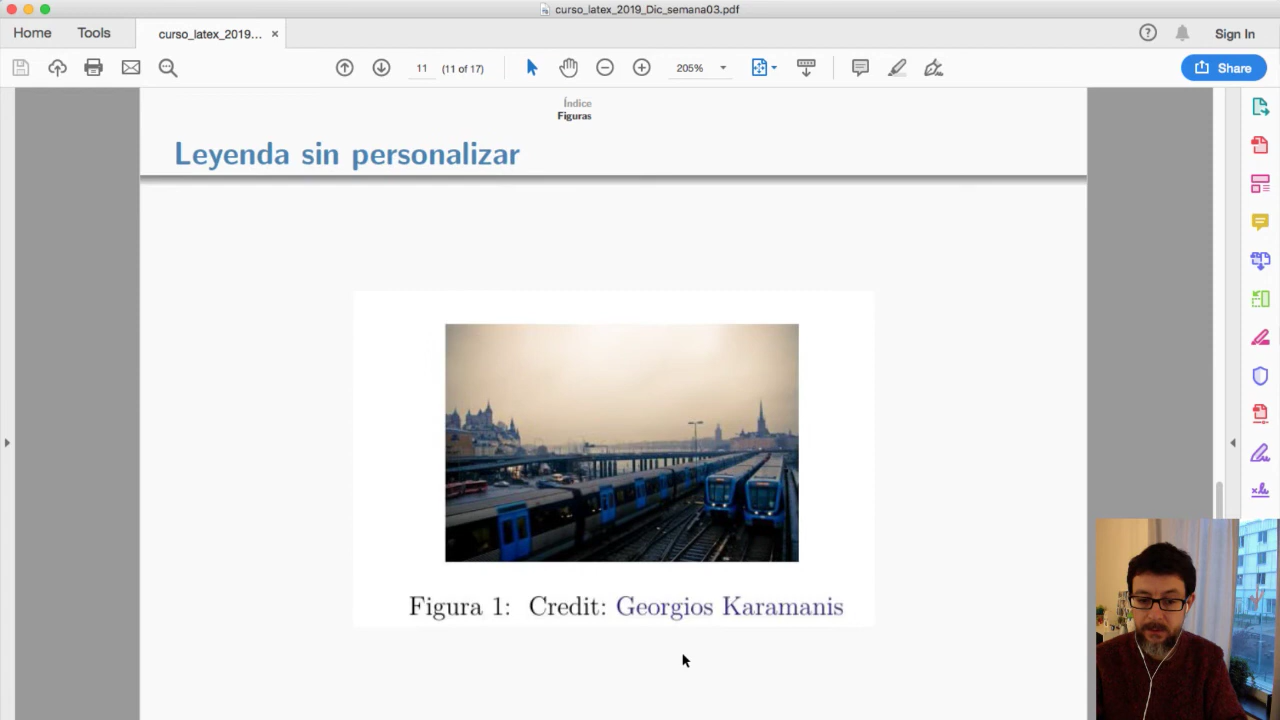 curso_latex_2019_Dic_semana03.pdf
Home Tools curso_latex_2019... × Sign In
11 (11 of 17) 205% Share
Índice
Figuras
Leyenda sin personalizar
Figura 1: Credit: Georgios Karamanis